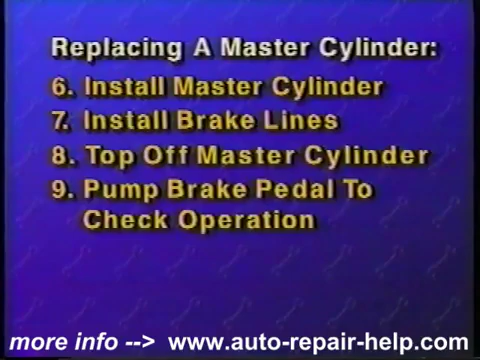 Replacing A Master Cylinder:
6. Install Master Cylinder
7. Install Brake Lines
8. Top Off Master Cylinder
9. Pump Brake Pedal To
Check Operation
more info --> www.auto-repair-help.com